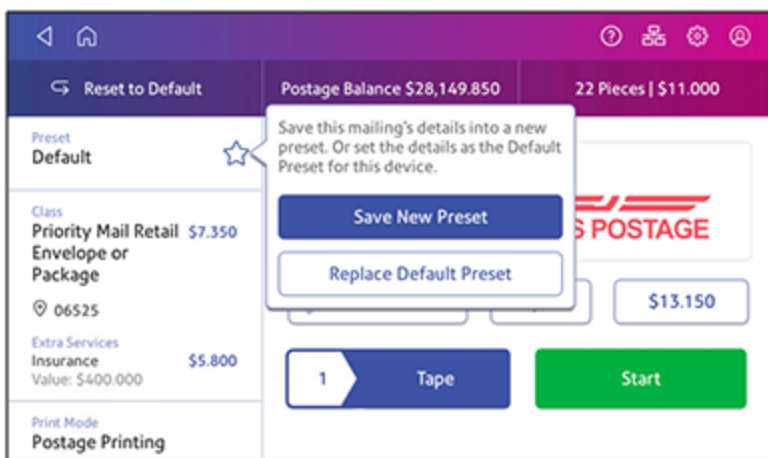 Reset to Default
Postage Balance $28,149.850
22 Pieces | $11.000
Preset
Default
Save this mailing's details into a new
preset. Or set the details as the Default
Preset for this device.
Save New Preset
Replace Default Preset
Class
Priority Mail Retail $7.350
Envelope or
Package
06525
Extra Services
Insurance $5.800
Value: $400.000
Print Mode
Postage Printing
S POSTAGE
$13.150
1 Tape
Start